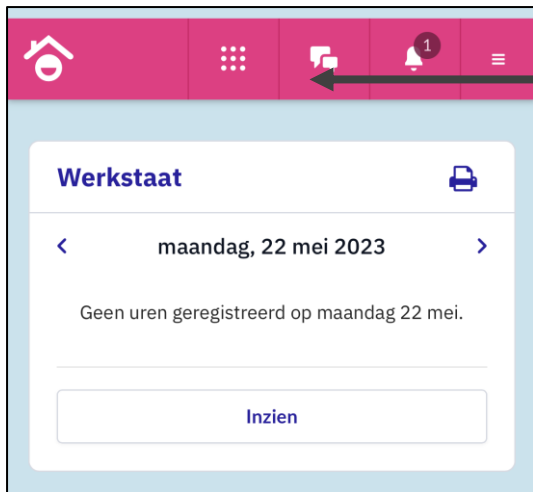 1
Werkstaat
maandag, 22 mei 2023
Geen uren geregistreerd op maandag 22 mei.
Inzien